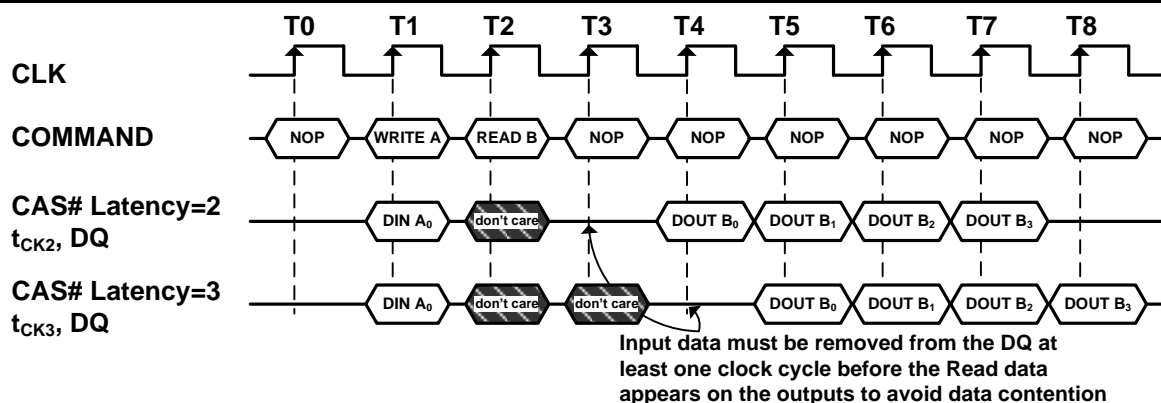 T0 T1 T2 T3 T4 T5 T6 T7 T8
CLK
COMMAND NOP WRITE A READ B NOP NOP NOP NOP NOP NOP
CAS# Latency=2
tCK2, DQ DIN A0 don't care DOUT B0 DOUT B1 DOUT B2 DOUT B3
CAS# Latency=3
tCK3, DQ DIN A0 don't care don't care DOUT B0 DOUT B1 DOUT B2 DOUT B3
Input data must be removed from the DQ at
least one clock cycle before the Read data
appears on the outputs to avoid data contention